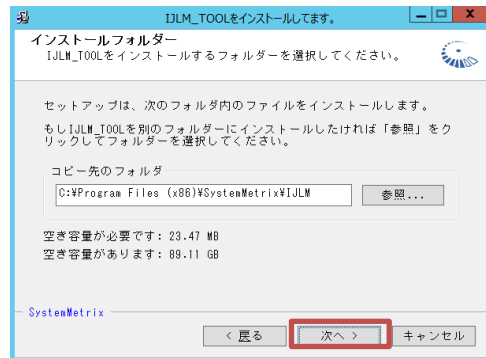 IJLM_TOOLをインストールしてます。
インストールフォルダー
IJLM_TOOLをインストールするフォルダーを選択してください。
セットアップは、次のフォルダ内のファイルをインストールします。
もしIJLM_TOOLを別のフォルダーにインストールしたければ「参照」をク
リックしてフォルダーを選択してください。
コピー先のフォルダ
C:¥Program Files (x86)¥SystemMetrix¥IJLM
参照...
空き容量が必要です: 23.47 MB
空き容量があります: 89.11 GB
SystemMetrix
< 戻る
次へ >
キャンセル